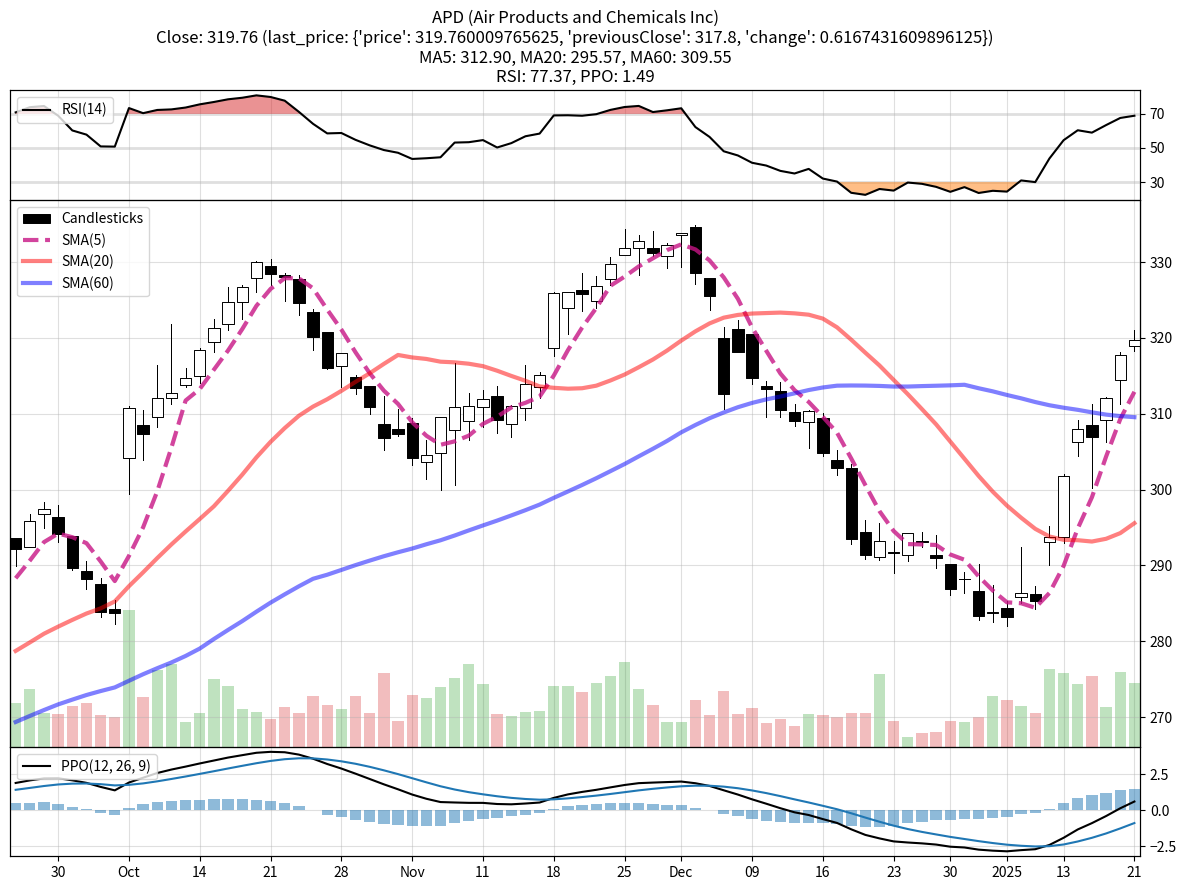 APD (Air Products and Chemicals Inc)
Close: 319.76 (last_price: {'price': 319.760009765625, 'previousClose': 317.8, 'change': 0.6167431609896125})
MA5: 312.90, MA20: 295.57, MA60: 309.55
RSI: 77.37, PPO: 1.49
RSI(14)
70
50
30
Candlesticks
SMA(5)
SMA(20)
SMA(60)
330
320
310
300
290
280
270
PPO(12, 26, 9)
2.5
0.0
−2.5
30 Oct 14 21 28 Nov 11 18 25 Dec 09 16 23 30 2025 13 21